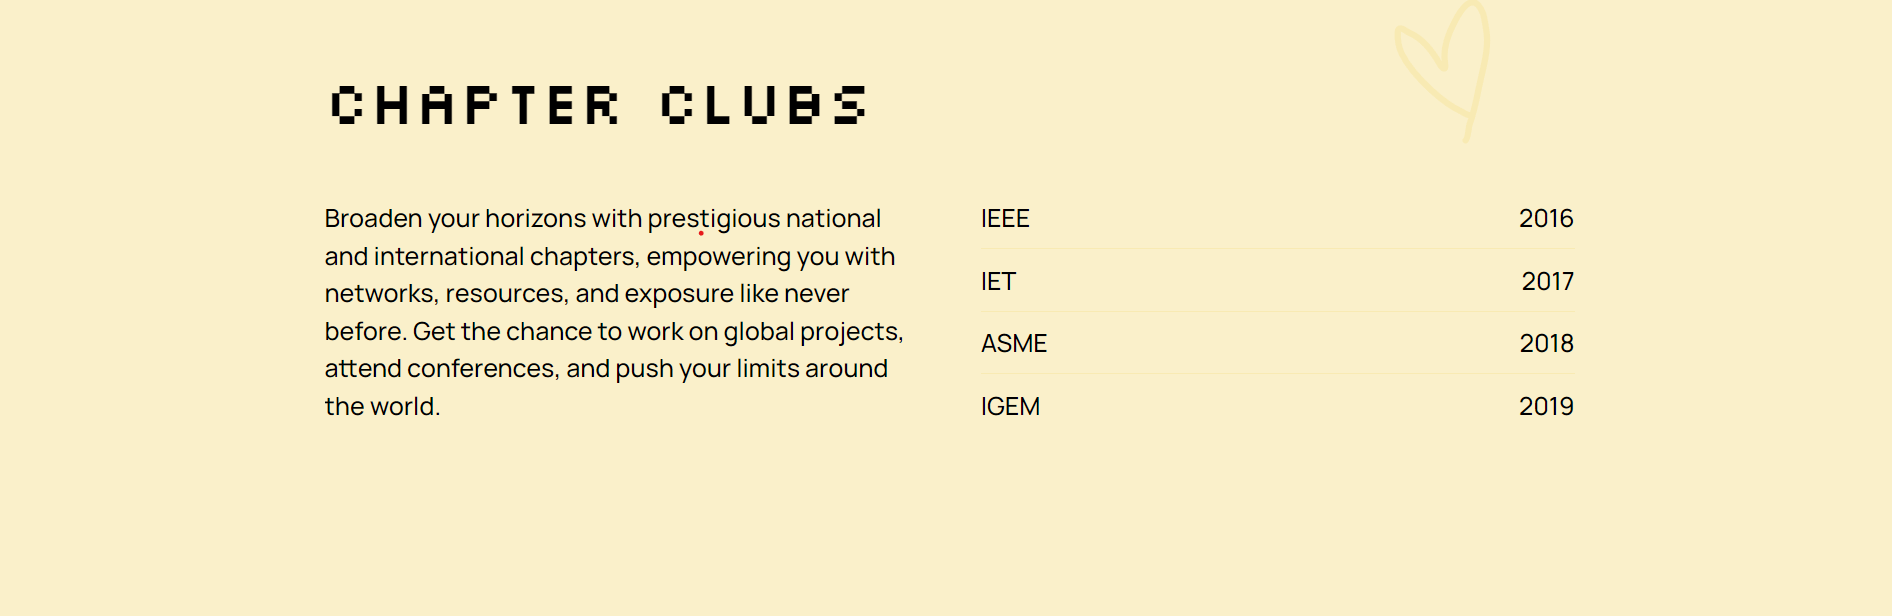 CHAPTER CLUBS
Broaden your horizons with prestigious national
and international chapters, empowering you with
networks, resources, and exposure like never
before. Get the chance to work on global projects,
attend conferences, and push your limits around
the world.
IEEE 2016
IET 2017
ASME 2018
IGEM 2019